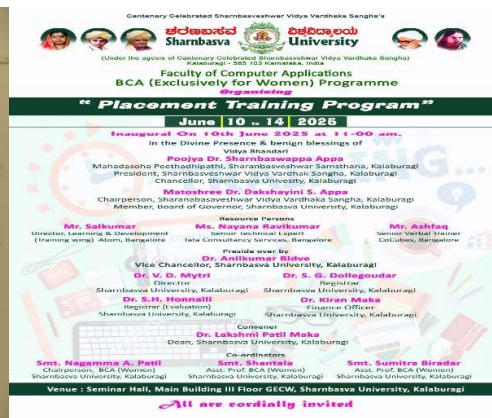 Centenary Celebrated Sharnbasveshwar Vidya Vardhaka Sangha's
ಶರಣಬಸವ ವಿಶ್ವವಿದ್ಯಾಲಯ
Sharnbasva University
(Under the agesis of Centenary Celebrated Sharnbasveshwar Vidya Vardhaka Sangha)
Kalaburagi - 585 103 Karnataka, India
Faculty of Computer Applications
BCA (Exclusively for Women) Programme
Organizing
" Placement Training Program"
June | 10 to 14 | 2025
Inaugural On 10th June 2025 at 11-00 am.
In the Divine Presence & benign blessings of
Vidya Bhandari
Poojya Dr. Sharnbaswappa Appa
Mahadasoha Peethadhipathi, Sharanbasveshwar Samsthana, Kalaburagi
President, Sharnbasveshwar Vidya Vardhak Sangha, Kalaburagi
Chancellor, Sharnbasva Univesity, Kalaburagi
Matoshree Dr. Dakshayini S. Appa
Chairperson, Sharanabasaveshwar Vidya Vardhaka Sangha, Kalaburagi
Member, Board of Governor, Sharnbasva University, Kalaburagi
Resource Persons
Mr. Saikumar Ms. Nayana Ravikumar Mr. Ashfaq
Director, Learning & Development Senior Technical Expert Senior Verbal Trainer
(Training wing) Atom, Bangalore Tata Consultancy Services, Bangalore CoCubes, Bangalore
Preside over by
Dr. Anilkumar Bidve
Vice Chancellor, Sharnbasva University, Kalaburagi
Dr. V. D. Mytri Dr. S. G. Dollegoudar
Director Registrar
Sharnbasva University, Kalaburagi Sharnbasva University, Kalaburagi
Dr. S.H. Honnalli Dr. Kiran Maka
Registrar (Evaluation) Finance Officer
Sharnbasva University, Kalaburagi Sharnbasva University, Kalaburagi
Convener
Dr. Lakshmi Patil Maka
Dean, Sharnbasva University, Kalaburagi
Co-ordinators
Smt. Nagamma A. Patil Smt. Shantala Smt. Sumitra Biradar
Chairperson, BCA (Women) Asst. Prof. BCA (Women) Asst. Prof. BCA (Women)
Sharnbasva University, Kalaburagi Sharnbasva University, Kalaburagi Sharnbasva University, Kalaburagi
Venue : Seminar Hall, Main Building III Floor GECW, Sharnbasva University, Kalaburagi
All are cordially invited